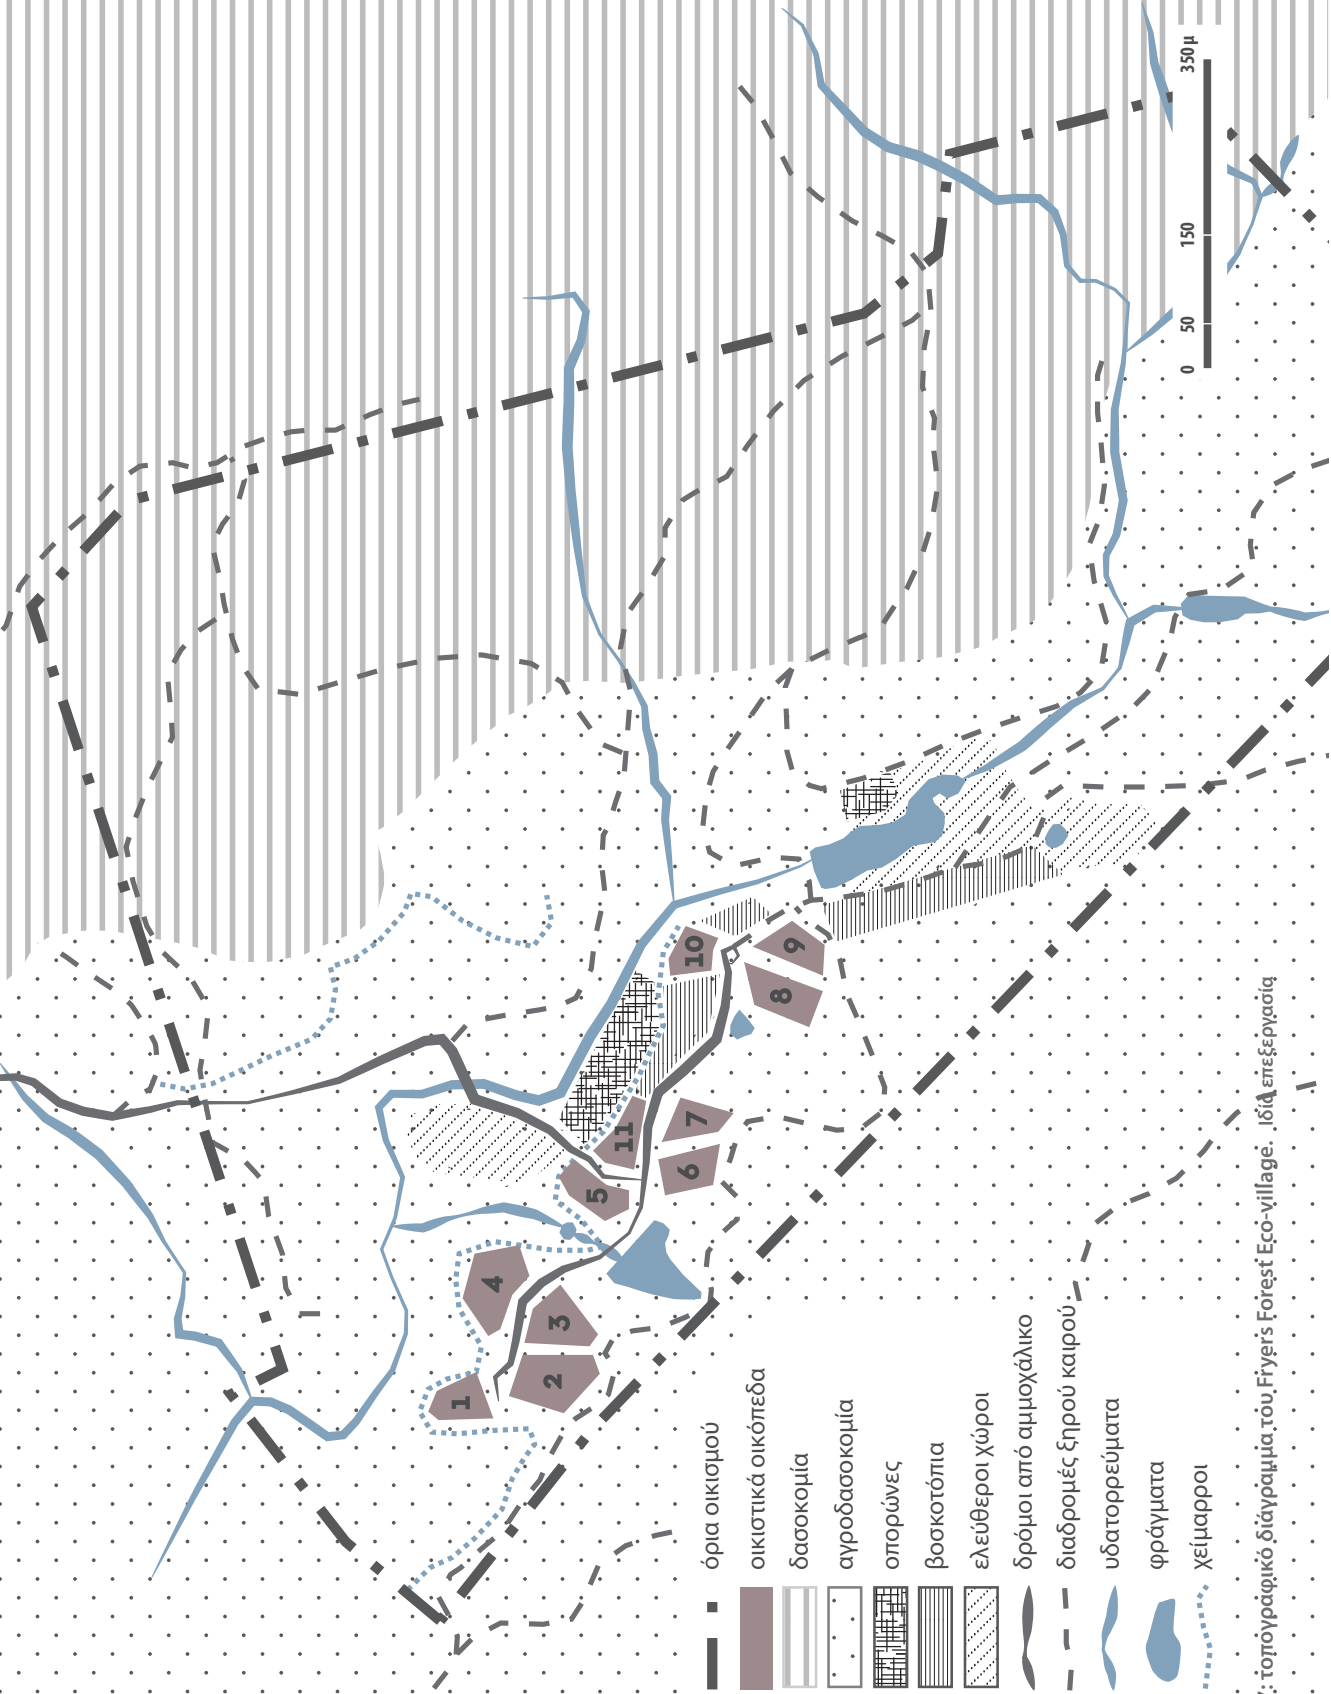 1
2
3
4
5
6
7
8
9
10
11
0 50 150 350μ
όρια οικισμού
οικιστικά οικόπεδα
δασοκομία
αγροδασοκομία
οπορώνες
βοσκοτόπια
ελεύθεροι χώροι
δρόμοι από αμμοχάλικο
διαδρομές ξηρού καιρού
υδατορρεύματα
φράγματα
χείμαρροι
: τοπογραφικό διάγραμμα του Fryers Forest Eco-village. Ιδία επεξεργασία